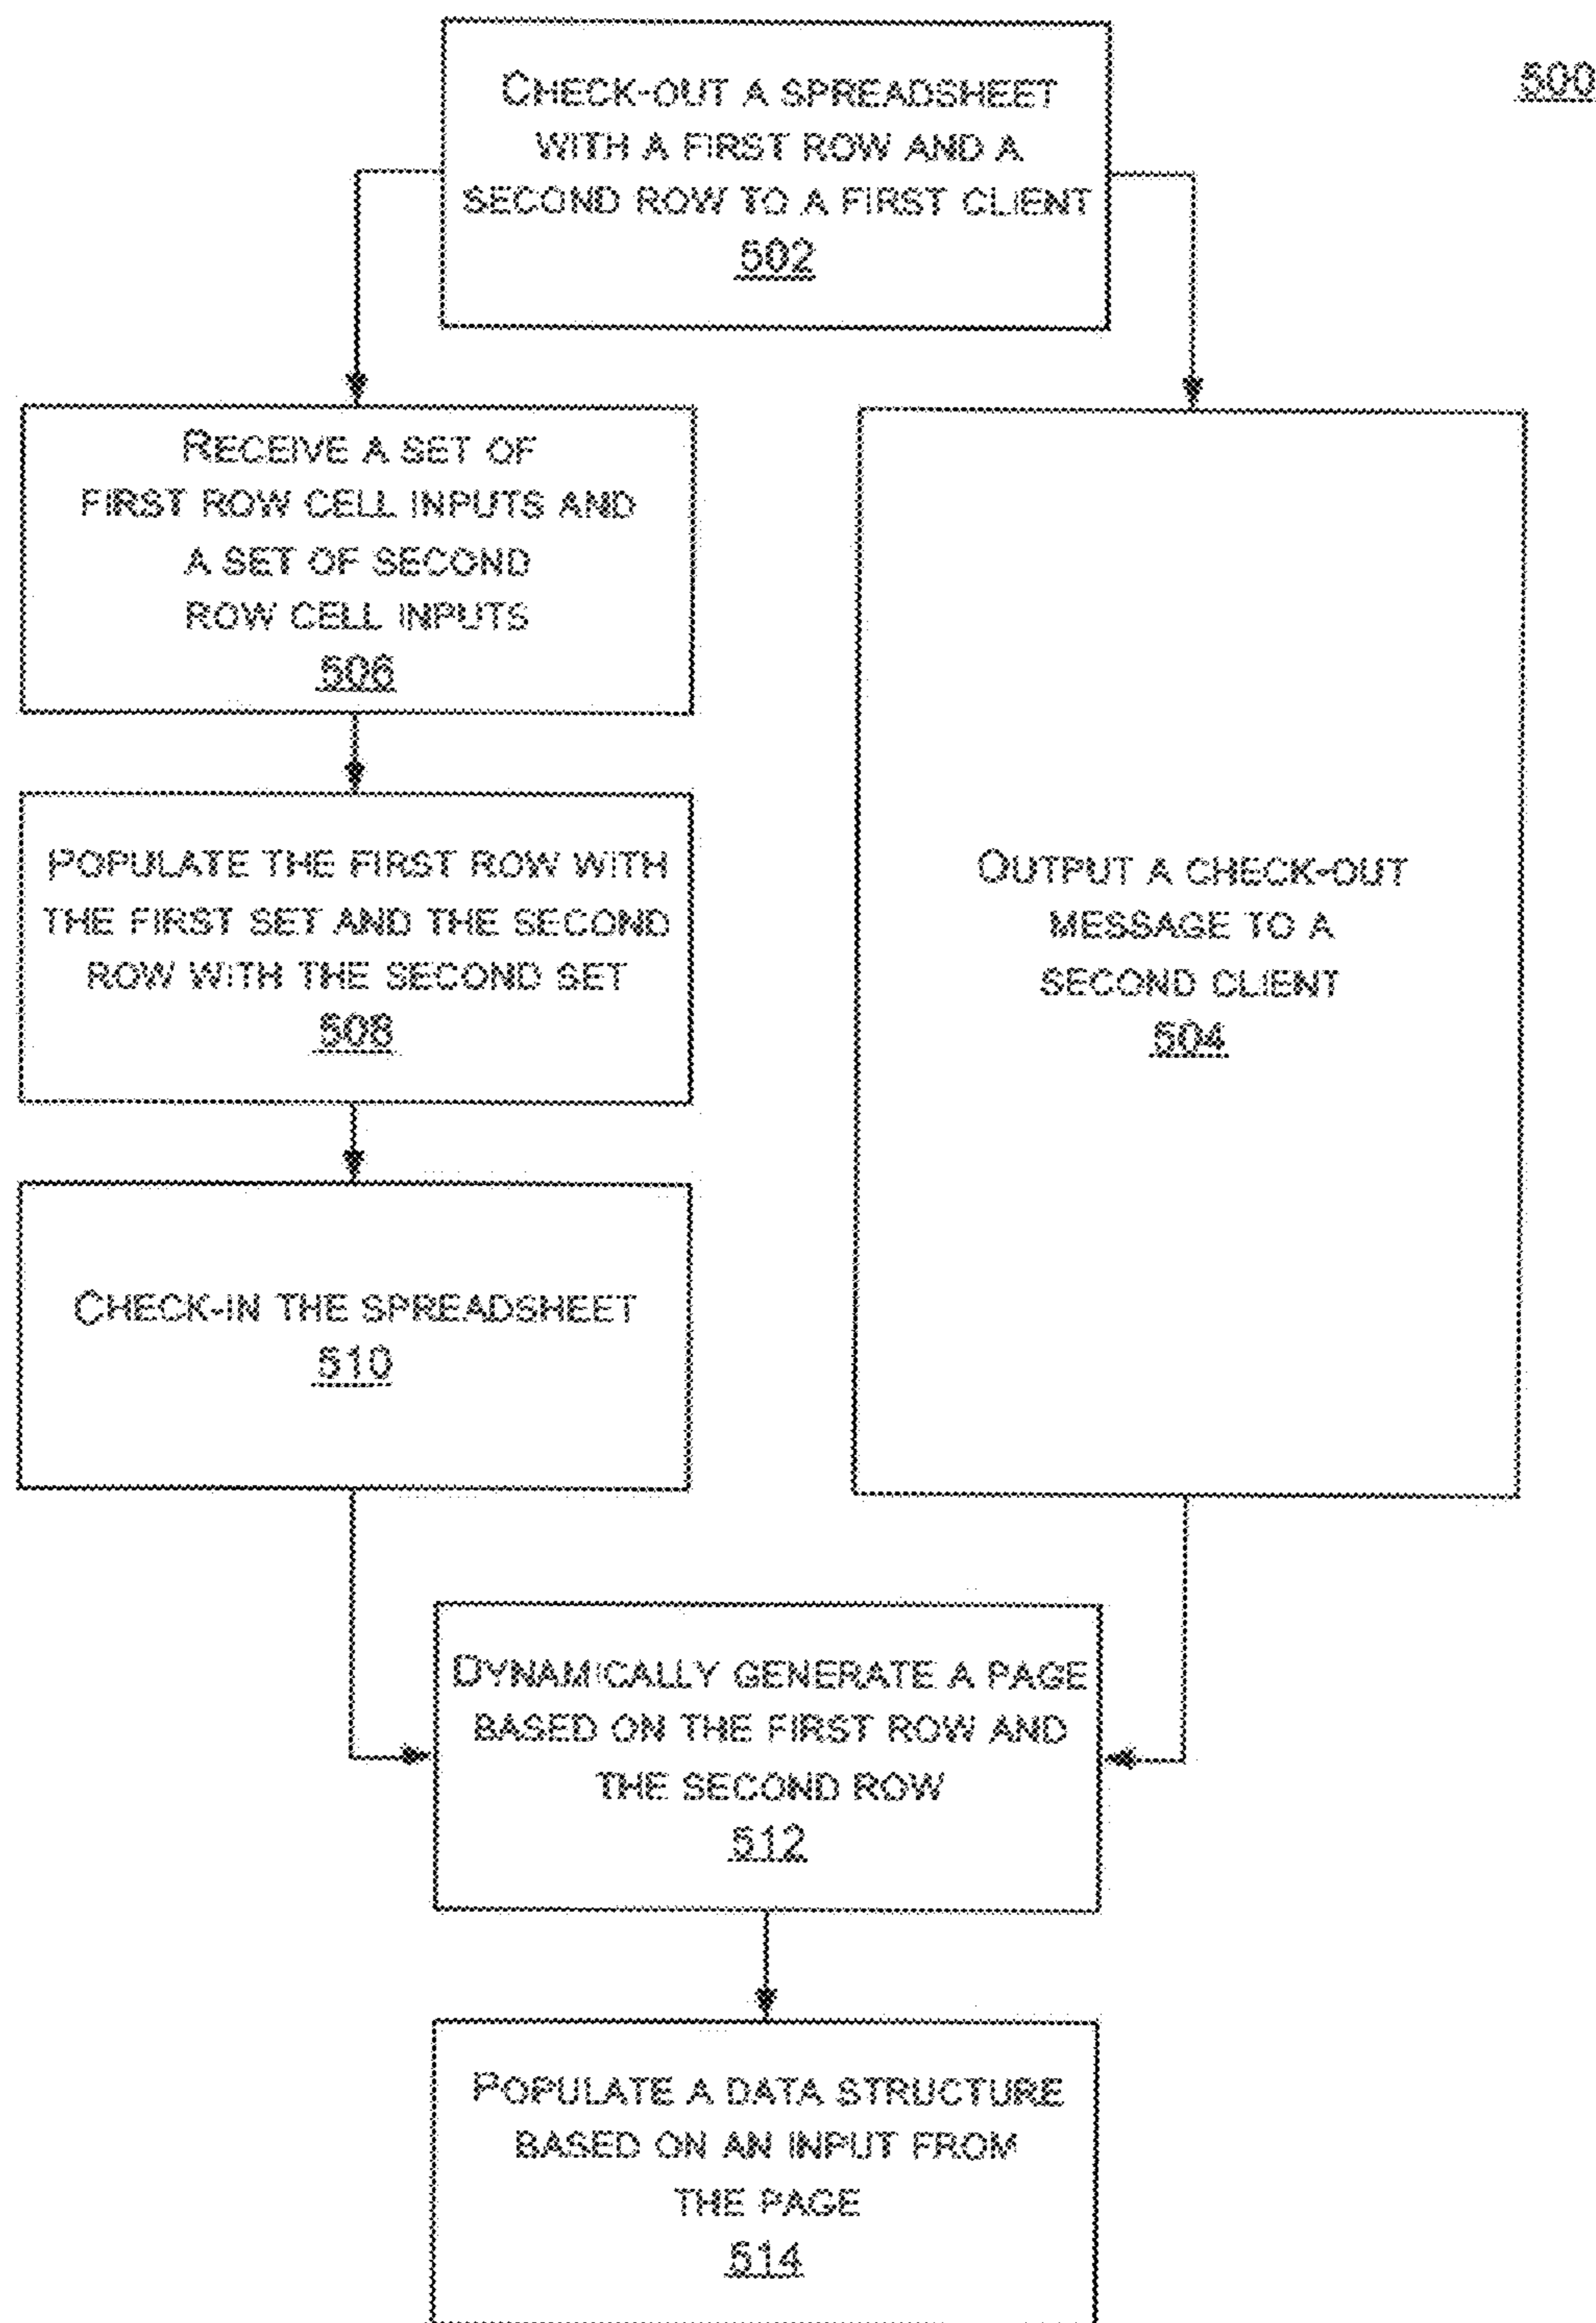 500
CHECK-OUT A SPREADSHEET
WITH A FIRST ROW AND A
SECOND ROW TO A FIRST CLIENT
502
RECEIVE A SET OF
FIRST ROW CELL INPUTS AND
A SET OF SECOND
ROW CELL INPUTS
506
POPULATE THE FIRST ROW WITH
THE FIRST SET AND THE SECOND
ROW WITH THE SECOND SET
508
CHECK-IN THE SPREADSHEET
510
OUTPUT A CHECK-OUT
MESSAGE TO A
SECOND CLIENT
504
DYNAMICALLY GENERATE A PAGE
BASED ON THE FIRST ROW AND
THE SECOND ROW
512
POPULATE A DATA STRUCTURE
BASED ON AN INPUT FROM
THE PAGE
514